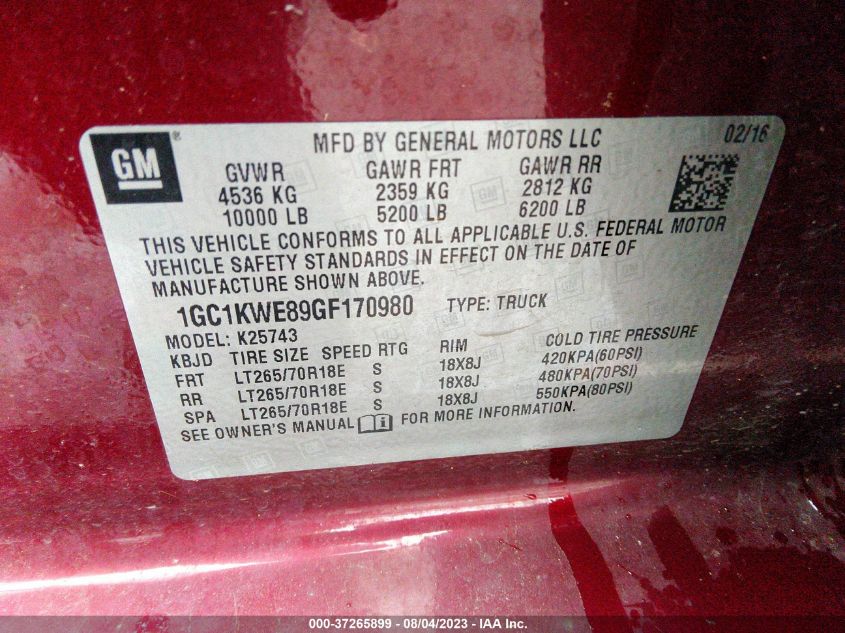 GM®
MFD BY GENERAL MOTORS LLC
02/16
GVWR GAWR FRT GAWR RR
4536 KG 2359 KG 2812 KG
10000 LB 5200 LB 6200 LB
THIS VEHICLE CONFORMS TO ALL APPLICABLE U.S. FEDERAL MOTOR
VEHICLE SAFETY STANDARDS IN EFFECT ON THE DATE OF
MANUFACTURE SHOWN ABOVE.
1GC1KWE89GF170980 TYPE: TRUCK
MODEL: K25743
KBJD TIRE SIZE SPEED RTG RIM COLD TIRE PRESSURE
FRT LT265/70R18E S 18X8J 420KPA(60PSI)
RR LT265/70R18E S 18X8J 480KPA(70PSI)
SPA LT265/70R18E S 18X8J 550KPA(80PSI)
SEE OWNER'S MANUAL i FOR MORE INFORMATION.
000-37265899 - 08/04/2023 - IAA Inc.